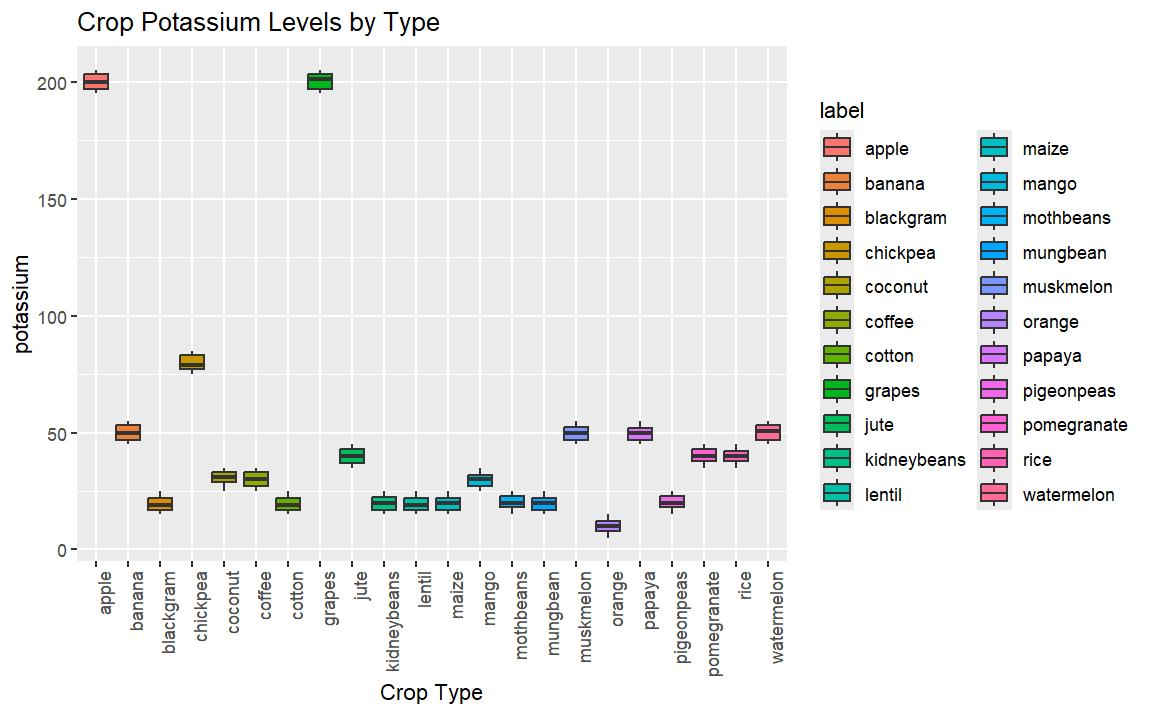 Crop Potassium Levels by Type
potassium
200
150
100
50
0
apple
banana
blackgram
chickpea
coconut
coffee
cotton
grapes
jute
kidneybeans
lentil
maize
mango
mothbeans
mungbean
muskmelon
orange
papaya
pigeonpeas
pomegranate
rice
watermelon
Crop Type
label
apple
banana
blackgram
chickpea
coconut
coffee
cotton
grapes
jute
kidneybeans
lentil
maize
mango
mothbeans
mungbean
muskmelon
orange
papaya
pigeonpeas
pomegranate
rice
watermelon